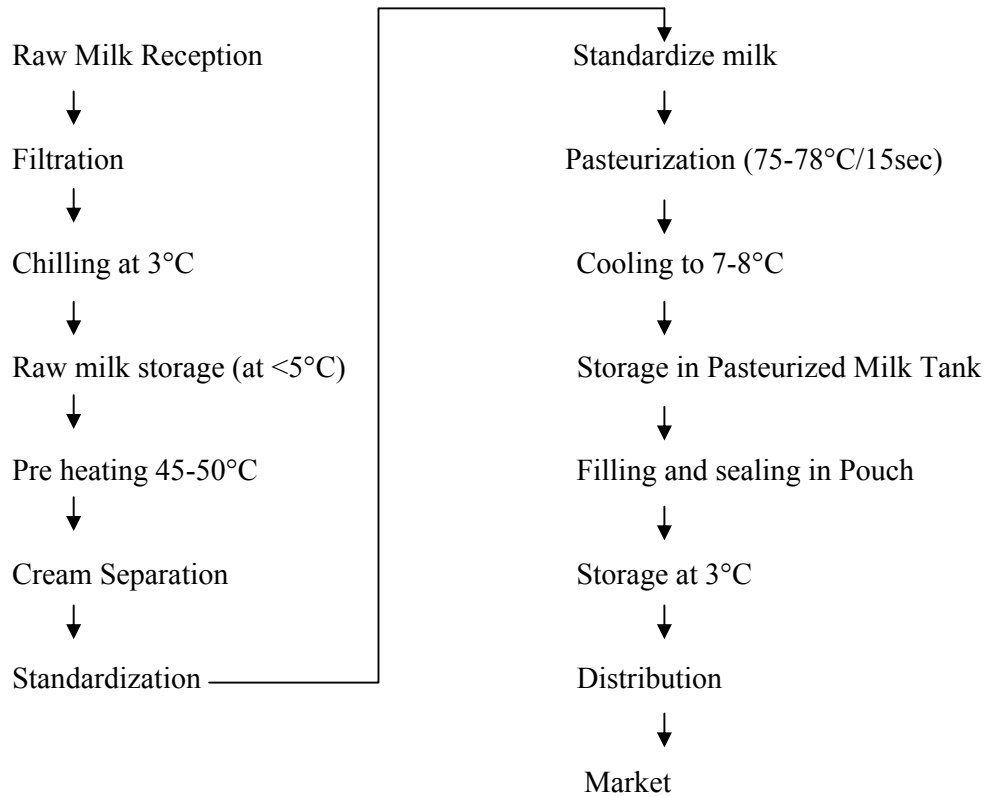 Raw Milk Reception
Filtration
Chilling at 3°C
Raw milk storage (at <5°C)
Pre heating 45-50°C
Cream Separation
Standardization
Standardize milk
Pasteurization (75-78°C/15sec)
Cooling to 7-8°C
Storage in Pasteurized Milk Tank
Filling and sealing in Pouch
Storage at 3°C
Distribution
Market